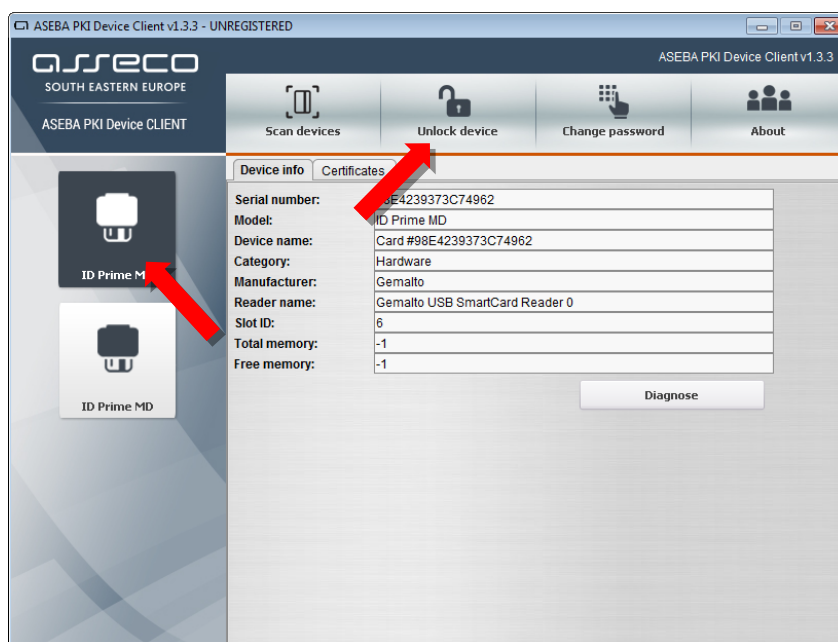 ASEBA PKI Device Client v1.3.3 - UNREGISTERED
asseco
SOUTH EASTERN EUROPE
ASEBA PKI Device CLIENT
ASEBA PKI Device Client v1.3.3
Scan devices
Unlock device
Change password
About
ID Prime
ID Prime MD
Device info
Certificates
Serial number:
Model: ID Prime MD
Device name: Card #98E4239373C74962
Category: Hardware
Manufacturer: Gemalto
Reader name: Gemalto USB SmartCard Reader 0
Slot ID: 6
Total memory: -1
Free memory: -1
Diagnose